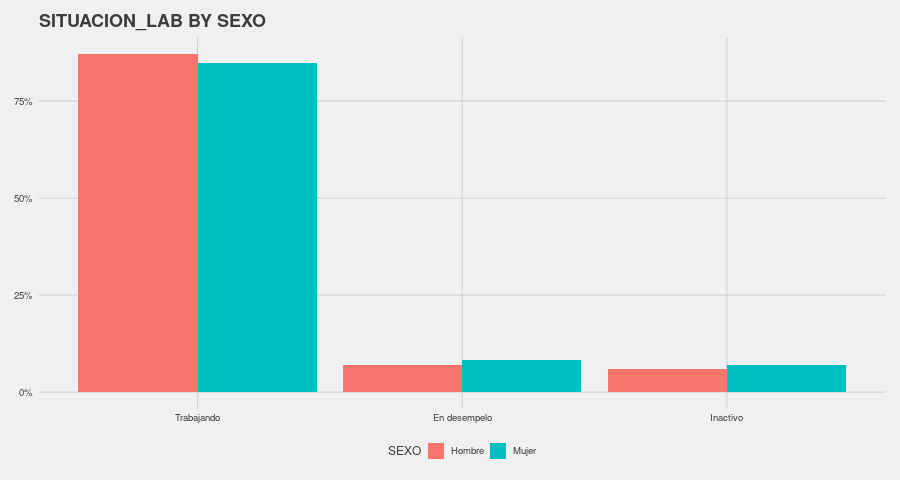 SITUACION_LAB BY SEXO
75%
50%
25%
0%
Trabajando En desempelo Inactivo
SEXO Hombre Mujer